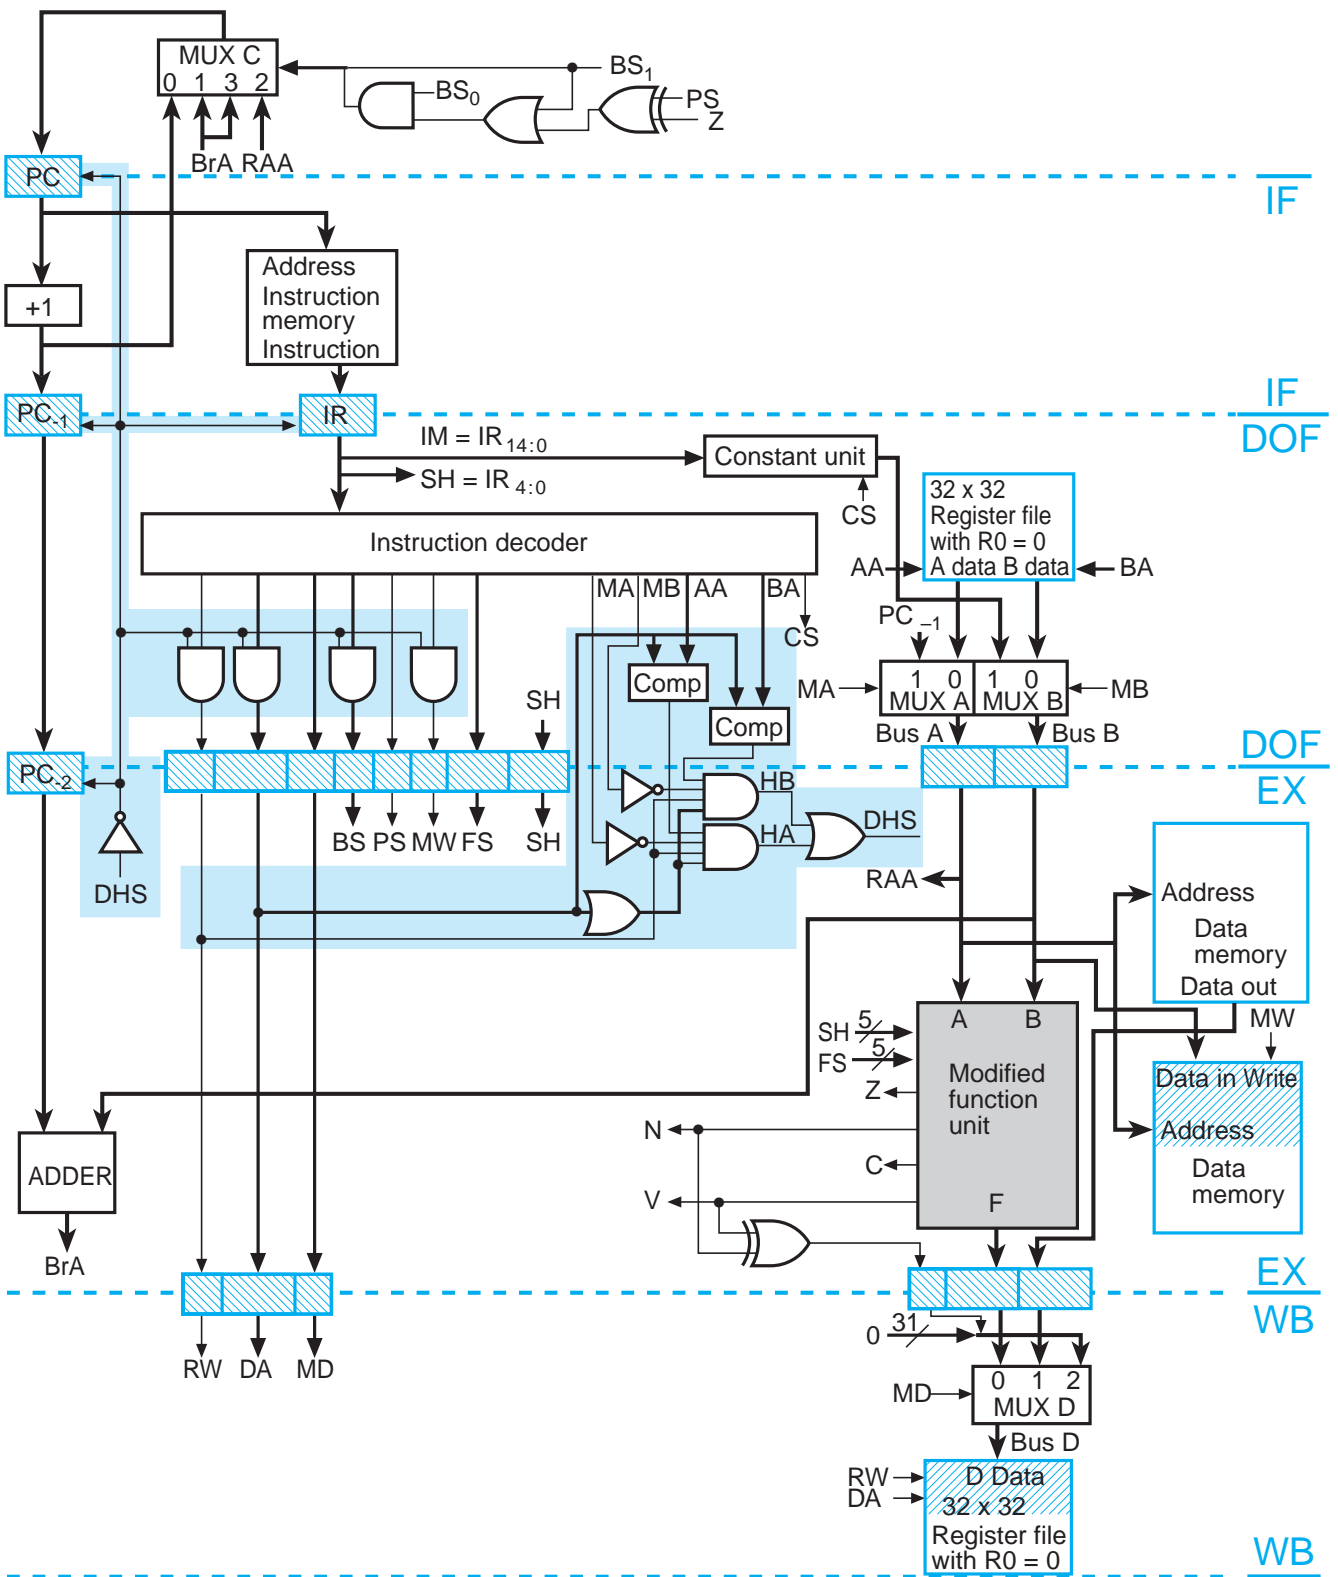 MUX C
0 1 3 2
BS1
BS0
PS
Z
BrA RAA
PC
IF
Address
Instruction
memory
Instruction
+1
PC-1
IR
IF
DOF
IM = IR 14:0
SH = IR 4:0
Constant unit
CS
32 x 32
Register file
with R0 = 0
A data B data
AA
BA
Instruction decoder
MA MB AA BA
CS
PC –1
Comp
Comp
MA
1 0 1 0
MUX A MUX B
MB
SH
Bus A
Bus B
DOF
EX
PC-2
HB
HA
DHS
BS PS MW FS SH
DHS
RAA
Address
Data
memory
Data out
MW
A B
SH 5
FS 5
Z
Modified
function
unit
Data in Write
Address
Data
memory
N
C
V
F
ADDER
BrA
EX
WB
0 31
RW DA MD
MD
0 1 2
MUX D
Bus D
RW
DA
D Data
32 x 32
Register file
with R0 = 0
WB